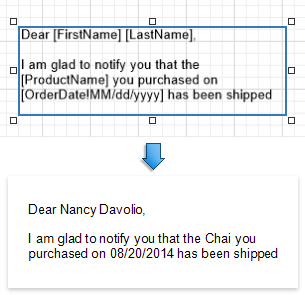 Dear [FirstName] [LastName],
I am glad to notify you that the
[ProductName] you purchased on
[OrderDate!MM/dd/yyyy] has been shipped
Dear Nancy Davolio,
I am glad to notify you that the Chai you
purchased on 08/20/2014 has been shipped